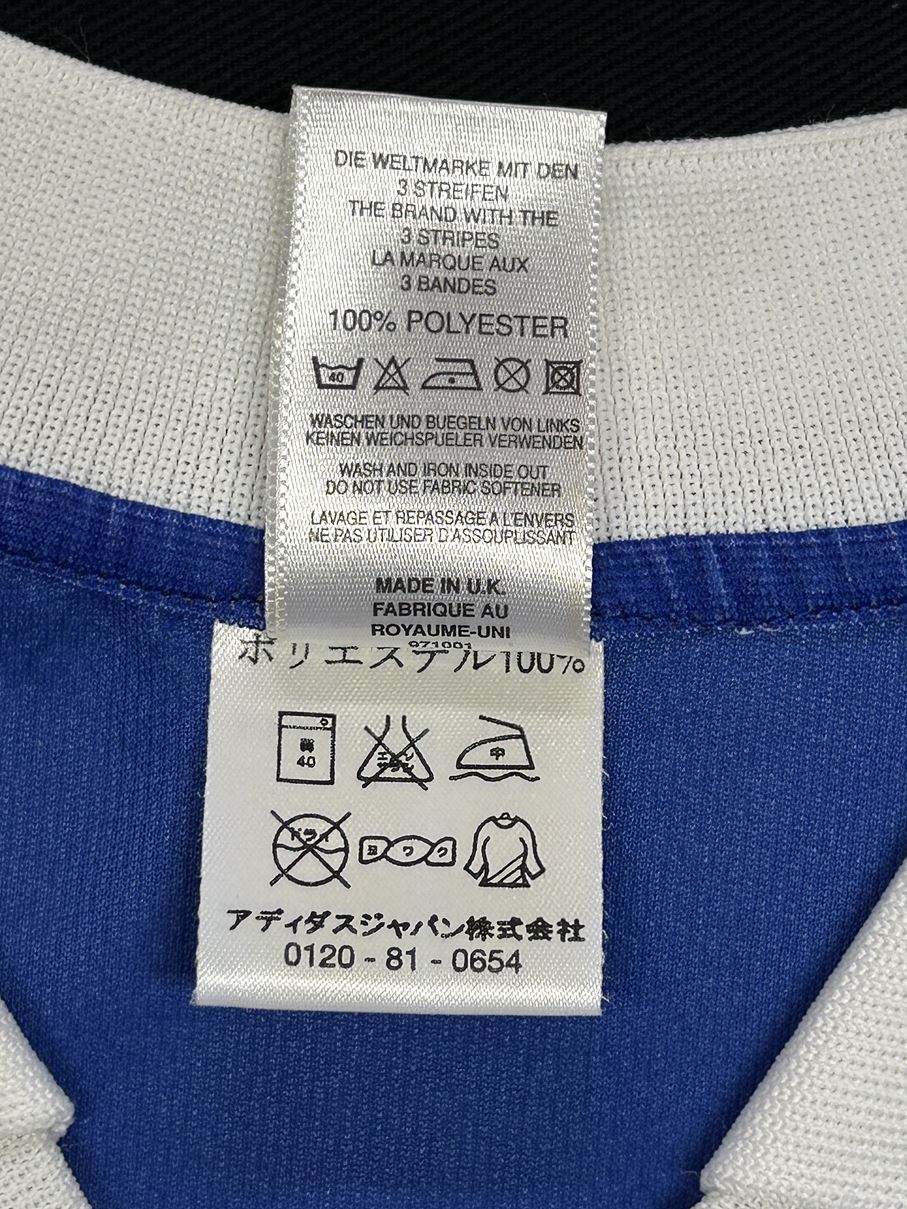 DIE WELTMARKE MIT DEN
3 STREIFEN
THE BRAND WITH THE
3 STRIPES
LA MARQUE AUX
3 BANDES
100% POLYESTER
40
WASCHEN UND BUEGELN VON LINKS
KEINEN WEICHSPUELER VERWENDEN
WASH AND IRON INSIDE OUT
DO NOT USE FABRIC SOFTENER
LAVAGE ET REPASSAGE A L'ENVERS
NE PAS UTILISER D'ASSOUPLISSANT
MADE IN U.K.
FABRIQUE AU
ROYAUME-UNI
971001
ポリエステル100%
40
中
ドライ
アディダスジャパン株式会社
0120 - 81 - 0654